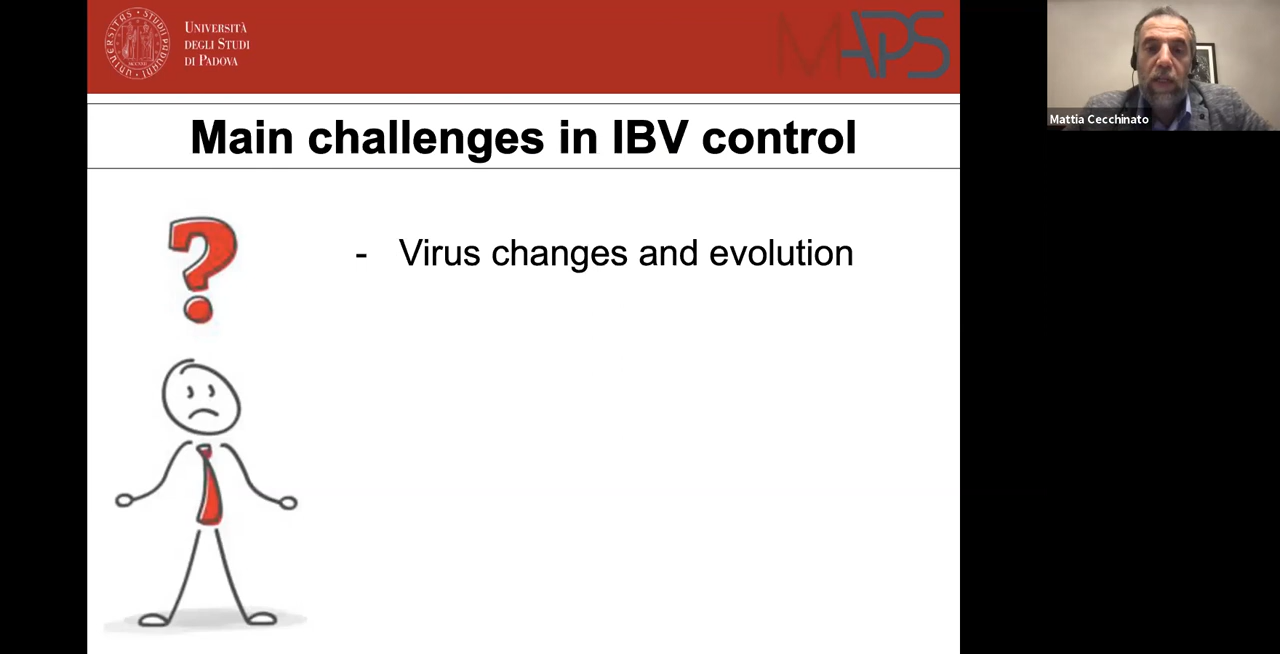 UNIVERSITÀ
DEGLI STUDI
DI PADOVA
MAPS
Mattia Cecchinato
Main challenges in IBV control
?
- Virus changes and evolution